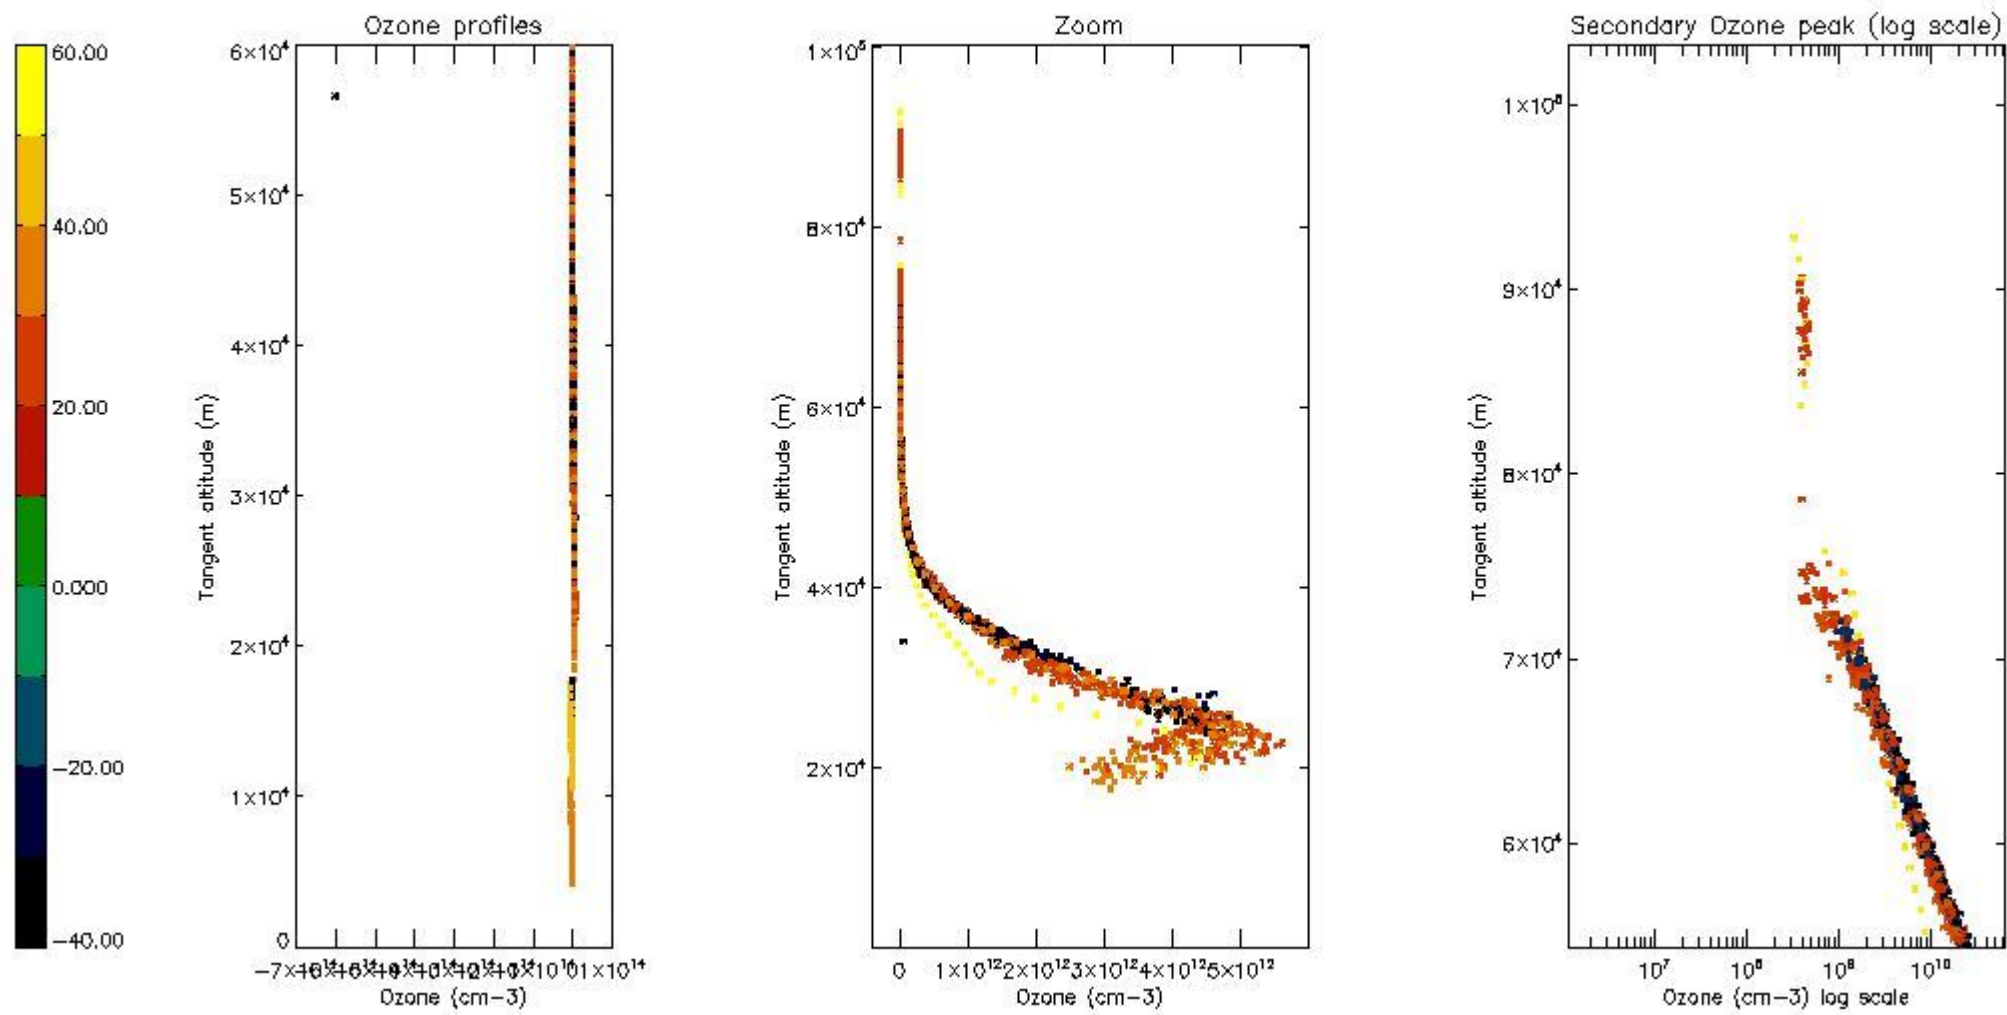 Ozone profiles
Zoom
Secondary Ozone peak (log scale)
60.00
40.00
20.00
0.000
−20.00
−40.00
6×10⁴
5×10⁴
4×10⁴
3×10⁴
2×10⁴
1×10⁴
0
Tangent altitude (m)
01×10¹⁴
Ozone (cm−3)
1×10⁵
8×10⁴
6×10⁴
4×10⁴
2×10⁴
Tangent altitude (m)
0 1×10¹² 2×10¹² 3×10¹² 4×10¹² 5×10¹²
Ozone (cm−3)
9×10⁴
8×10⁴
7×10⁴
6×10⁴
Tangent altitude (m)
10⁷ 10⁸ 10⁹ 10¹⁰
Ozone (cm−3) log scale